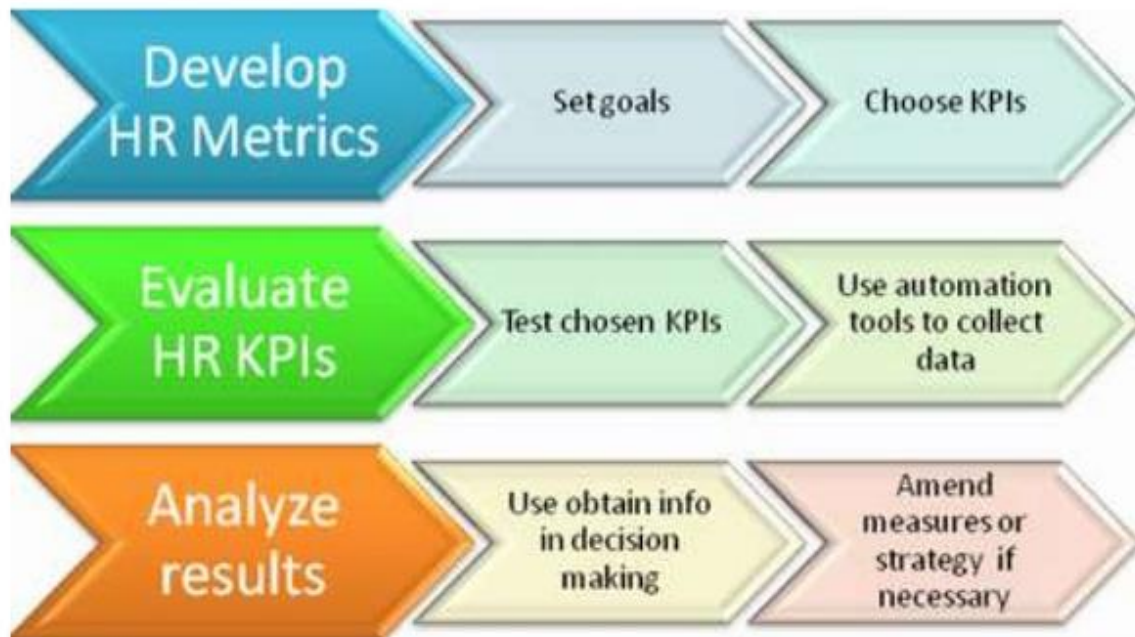 Develop
HR Metrics
Set goals
Choose KPIs
Evaluate
HR KPIs
Test chosen KPIs
Use automation
tools to collect
data
Analyze
results
Use obtain info
in decision
making
Amend
measures or
strategy if
necessary